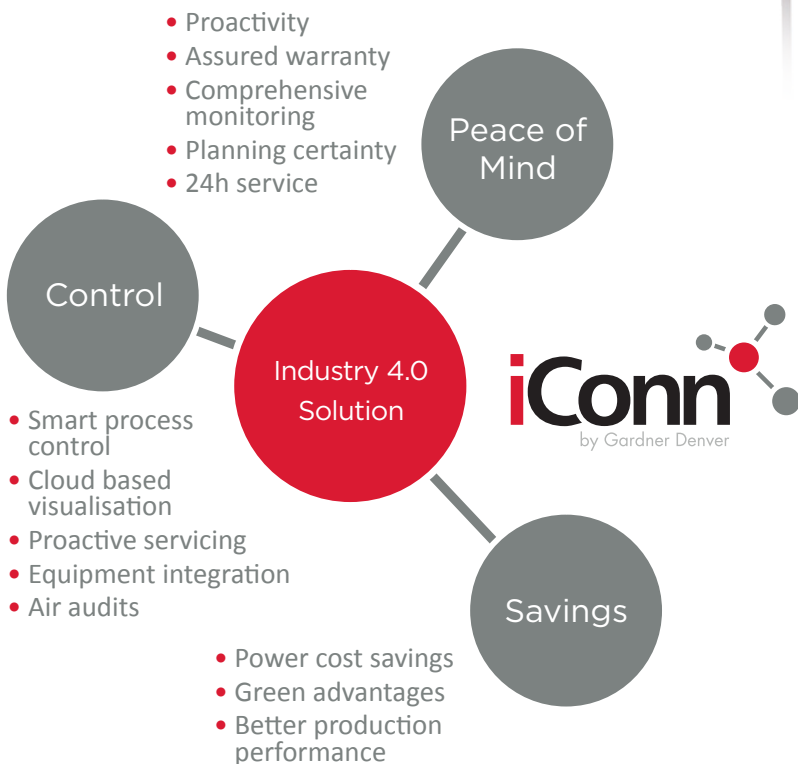 • Proactivity
• Assured warranty
• Comprehensive
monitoring
• Planning certainty
• 24h service
Peace of
Mind
Control
Industry 4.0
Solution
iConn
by Gardner Denver
• Smart process
control
• Cloud based
visualisation
• Proactive servicing
• Equipment integration
• Air audits
Savings
• Power cost savings
• Green advantages
• Better production
performance